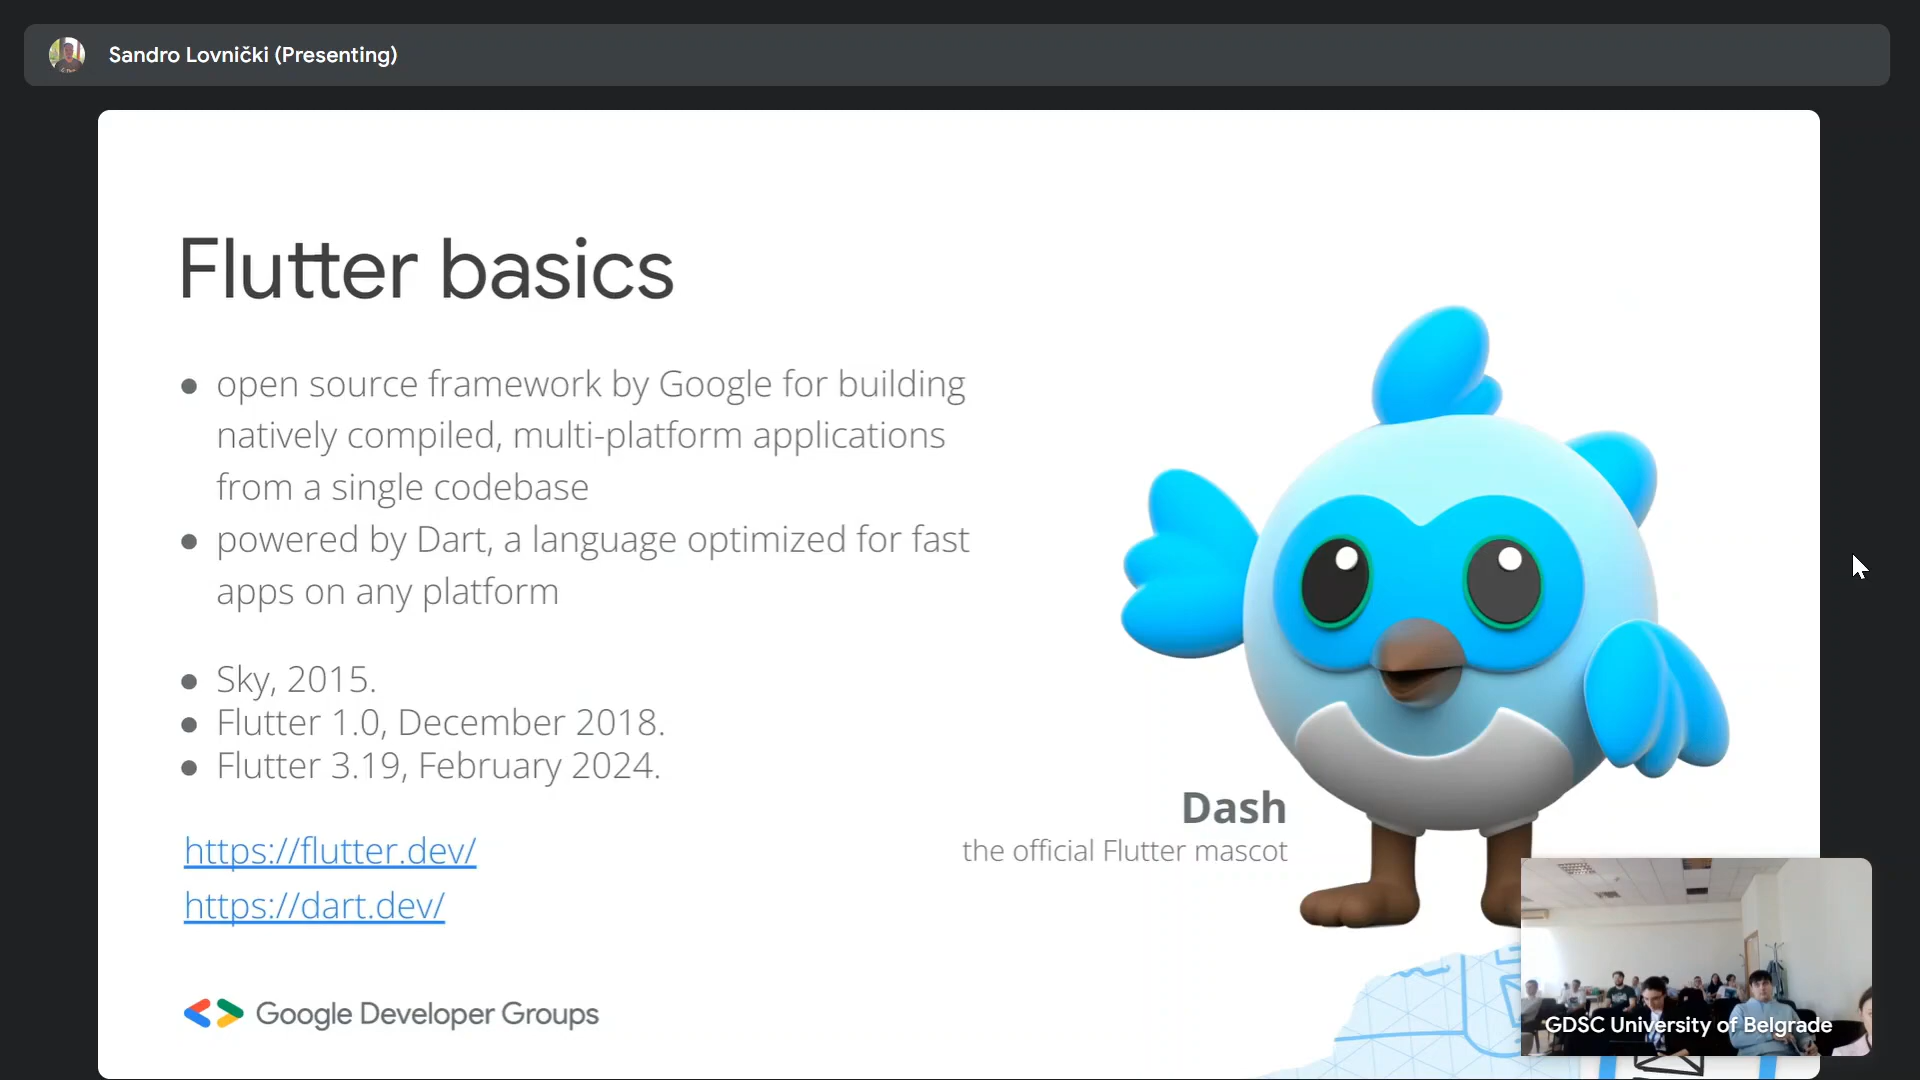 Sandro Lovnički (Presenting)
Flutter basics
● open source framework by Google for building
natively compiled, multi-platform applications
from a single codebase
● powered by Dart, a language optimized for fast
apps on any platform
● Sky, 2015.
● Flutter 1.0, December 2018.
● Flutter 3.19, February 2024.
https://flutter.dev/
https://dart.dev/
Dash
the official Flutter mascot
Google Developer Groups
GDSC University of Belgrade